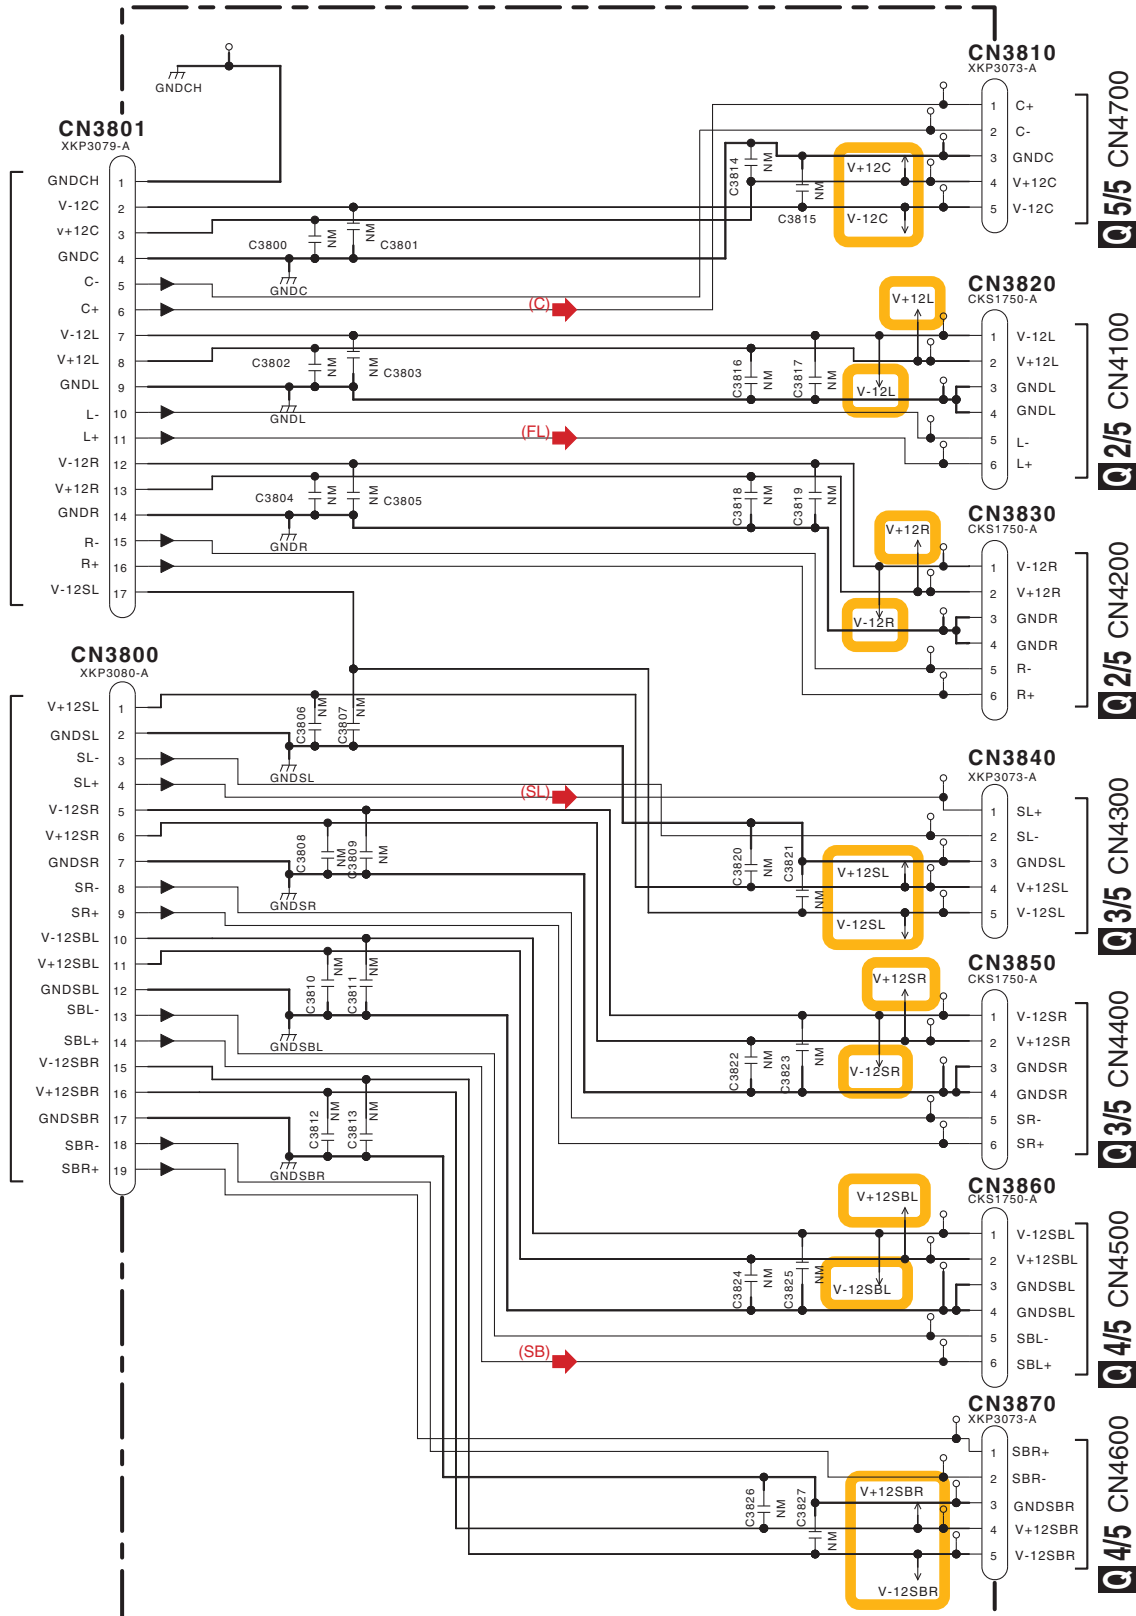 GNDCH
CN3801
XKP3079-A
GNDCH 1
V-12C 2
v+12C 3
GNDC 4
C- 5
C+ 6
V-12L 7
V+12L 8
GNDL 9
L- 10
L+ 11
V-12R 12
V+12R 13
GNDR 14
R- 15
R+ 16
V-12SL 17
C3800 NM
NM C3801
GNDC
C3802 NM
NM C3803
GNDL
C3804 NM
NM C3805
GNDR
(C)
(FL)
C3814 NM
C3815 NM
V+12C
V-12C
C3816 NM
C3817 NM
V+12L
V-12L
C3818 NM
C3819 NM
V+12R
V-12R
CN3810
XKP3073-A
1 C+
2 C-
3 GNDC
4 V+12C
5 V-12C
Q 5/5 CN4700
CN3820
CKS1750-A
1 V-12L
2 V+12L
3 GNDL
4 GNDL
5 L-
6 L+
Q 2/5 CN4100
CN3830
CKS1750-A
1 V-12R
2 V+12R
3 GNDR
4 GNDR
5 R-
6 R+
Q 2/5 CN4200
CN3800
XKP3080-A
V+12SL 1
GNDSL 2
SL- 3
SL+ 4
V-12SR 5
V+12SR 6
GNDSR 7
SR- 8
SR+ 9
V-12SBL 10
V+12SBL 11
GNDSBL 12
SBL- 13
SBL+ 14
V-12SBR 15
V+12SBR 16
GNDSBR 17
SBR- 18
SBR+ 19
C3806 NM
C3807 NM
GNDSL
(SL)
C3808 NM
C3809 NM
GNDSR
C3810 NM
C3811 NM
GNDSBL
C3812 NM
C3813 NM
GNDSBR
(SB)
C3820 NM
C3821 NM
V+12SL
V-12SL
C3822 NM
C3823 NM
V+12SR
V-12SR
C3824 NM
C3825 NM
V+12SBL
V-12SBL
C3826 NM
C3827 NM
V+12SBR
V-12SBR
CN3840
XKP3073-A
1 SL+
2 SL-
3 GNDSL
4 V+12SL
5 V-12SL
Q 3/5 CN4300
CN3850
CKS1750-A
1 V-12SR
2 V+12SR
3 GNDSR
4 GNDSR
5 SR-
6 SR+
Q 3/5 CN4400
CN3860
CKS1750-A
1 V-12SBL
2 V+12SBL
3 GNDSBL
4 GNDSBL
5 SBL-
6 SBL+
Q 4/5 CN4500
CN3870
XKP3073-A
1 SBR+
2 SBR-
3 GNDSBR
4 V+12SBR
5 V-12SBR
Q 4/5 CN4600